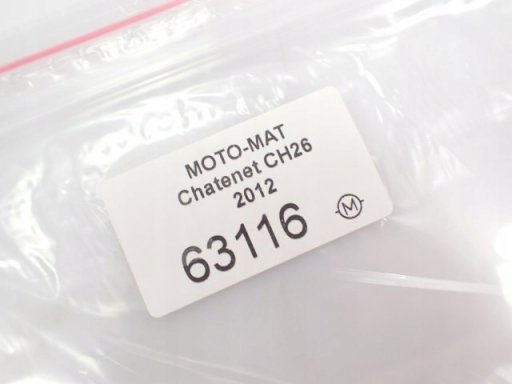 MOTO-MAT
Chatenet CH26
2012
63116
M